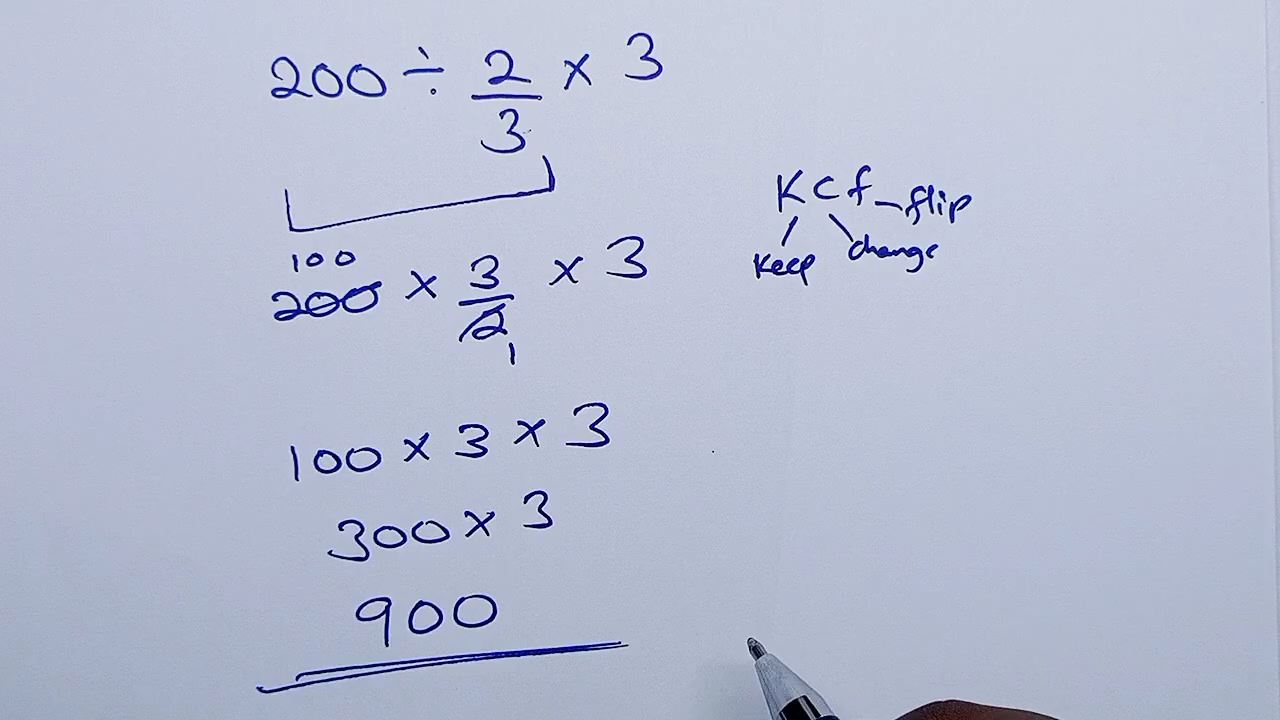 200 ÷ 2/3 × 3
KCf - flip
Keep change
100
200 × 3/2 × 3
1
100 × 3 × 3
300 × 3
900